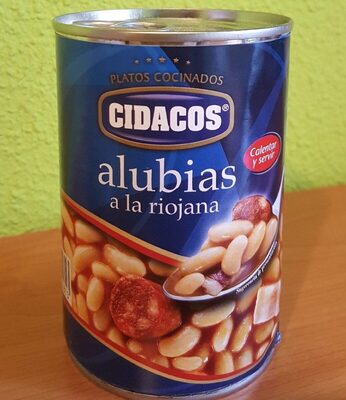 PLATOS COCINADOS
CIDACOS®
alubias
a la riojana
Calentar
y servir